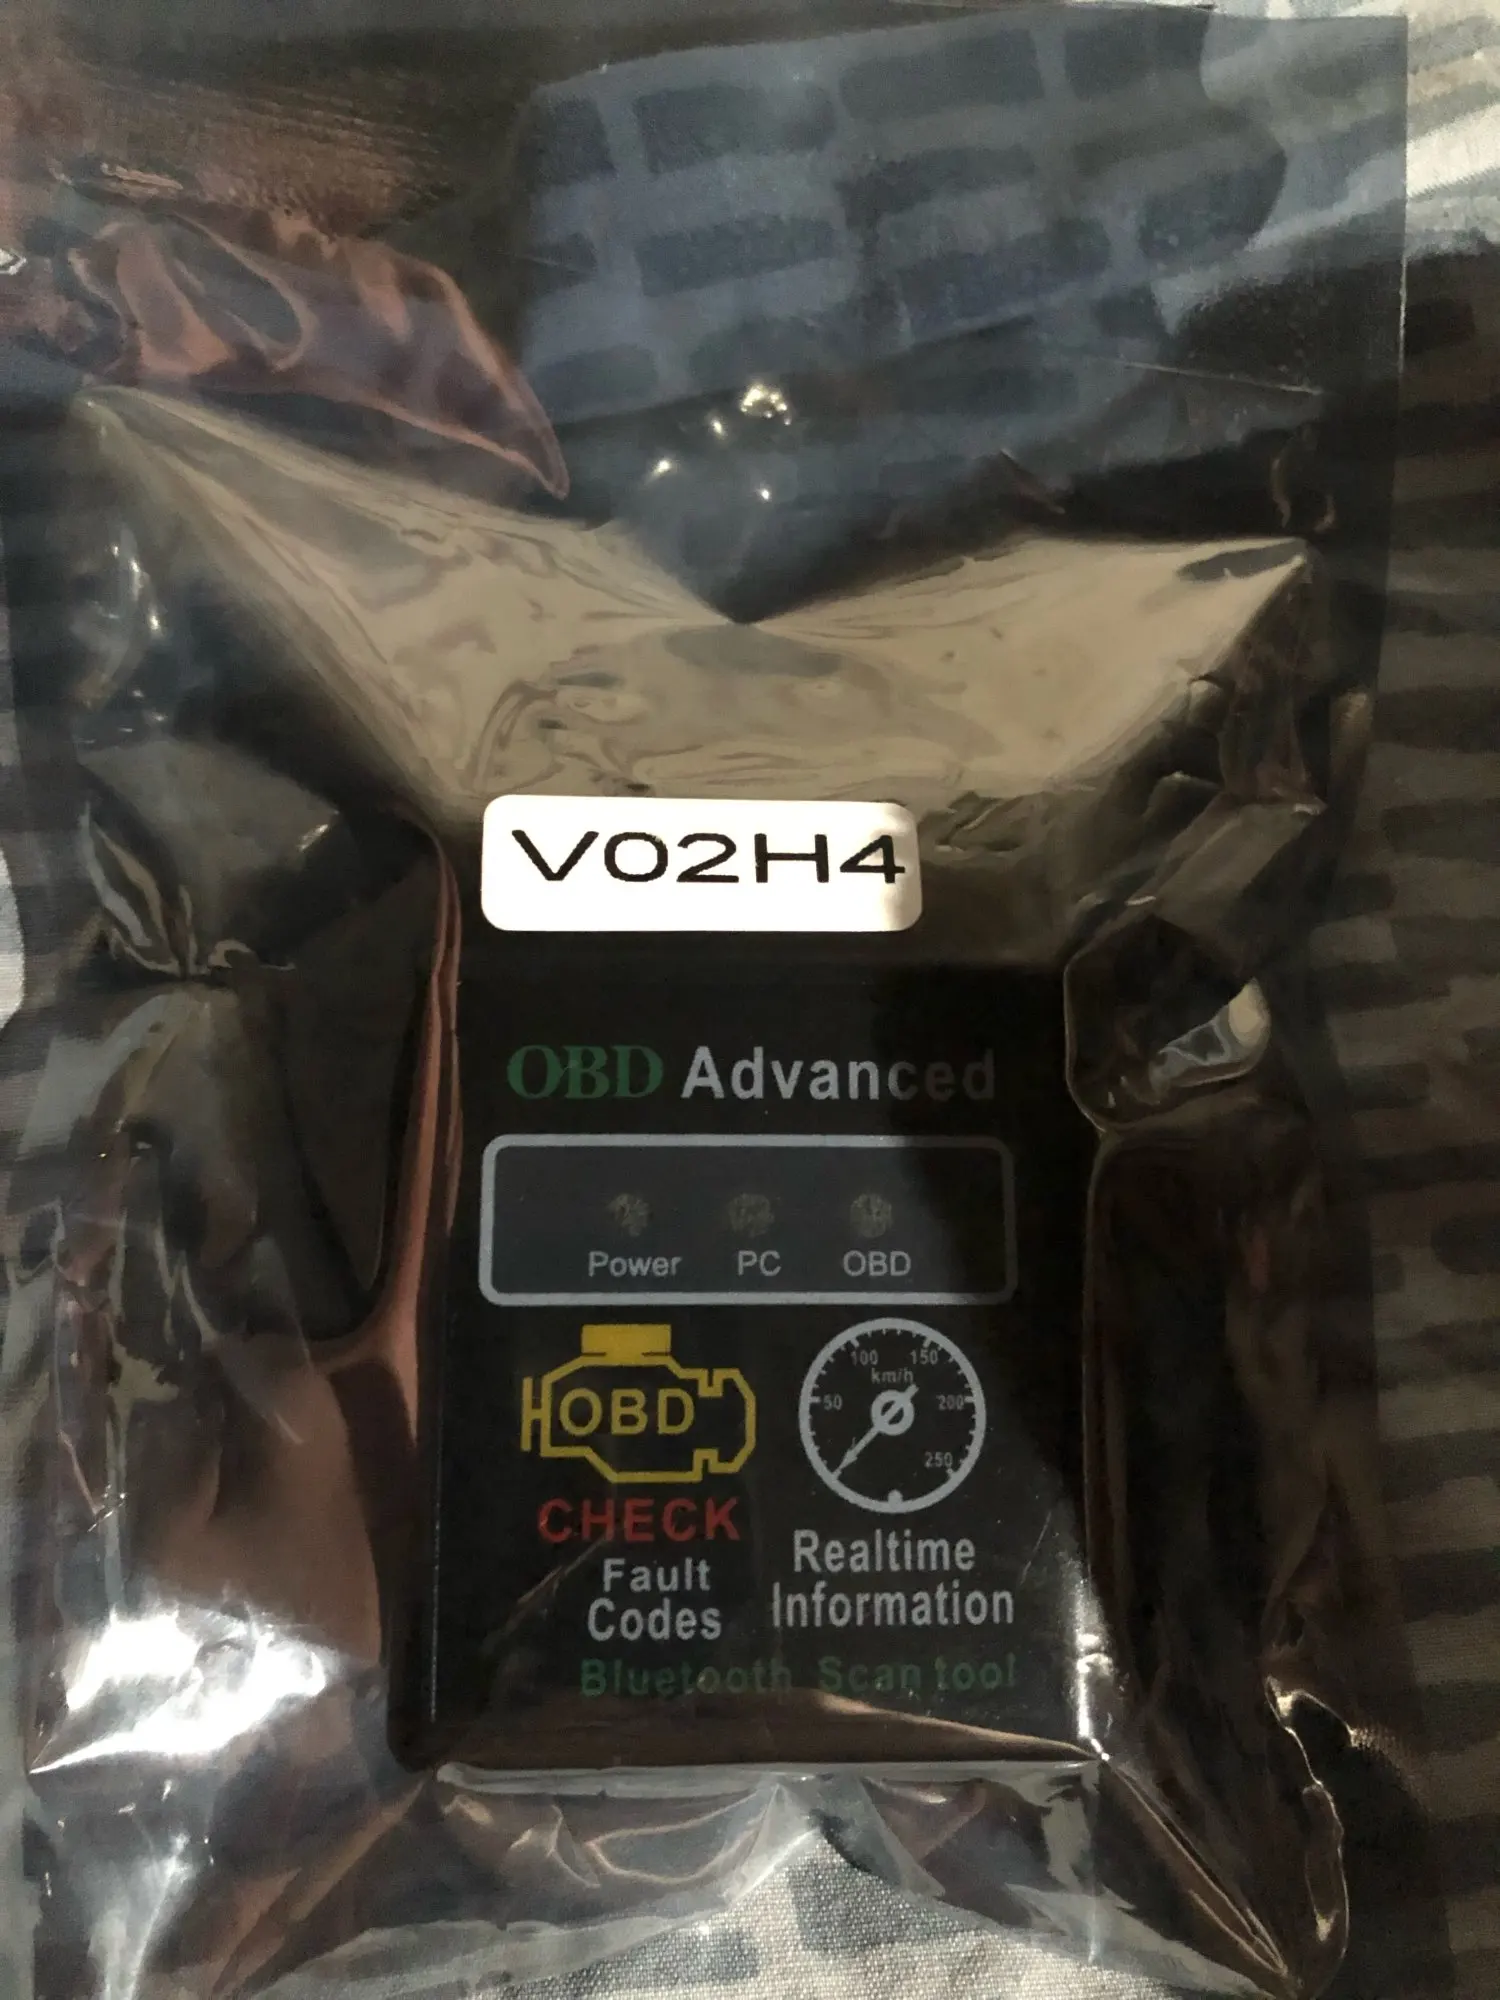 V02H4
OBD Advanced
Power PC OBD
OBD
100 150
km/h
50 200
250
CHECK
Fault
Codes
Realtime
Information
Bluetooth Scan tool